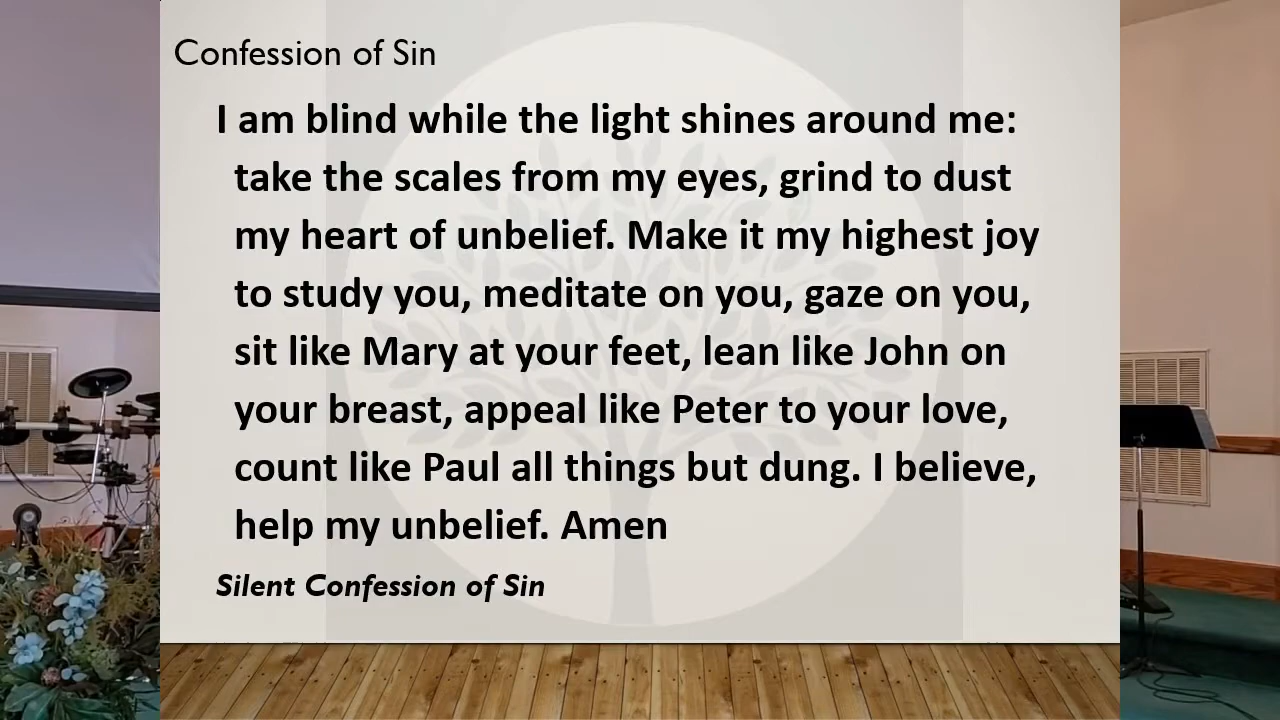 Confession of Sin
I am blind while the light shines around me:
take the scales from my eyes, grind to dust
my heart of unbelief. Make it my highest joy
to study you, meditate on you, gaze on you,
sit like Mary at your feet, lean like John on
your breast, appeal like Peter to your love,
count like Paul all things but dung. I believe,
help my unbelief. Amen
Silent Confession of Sin